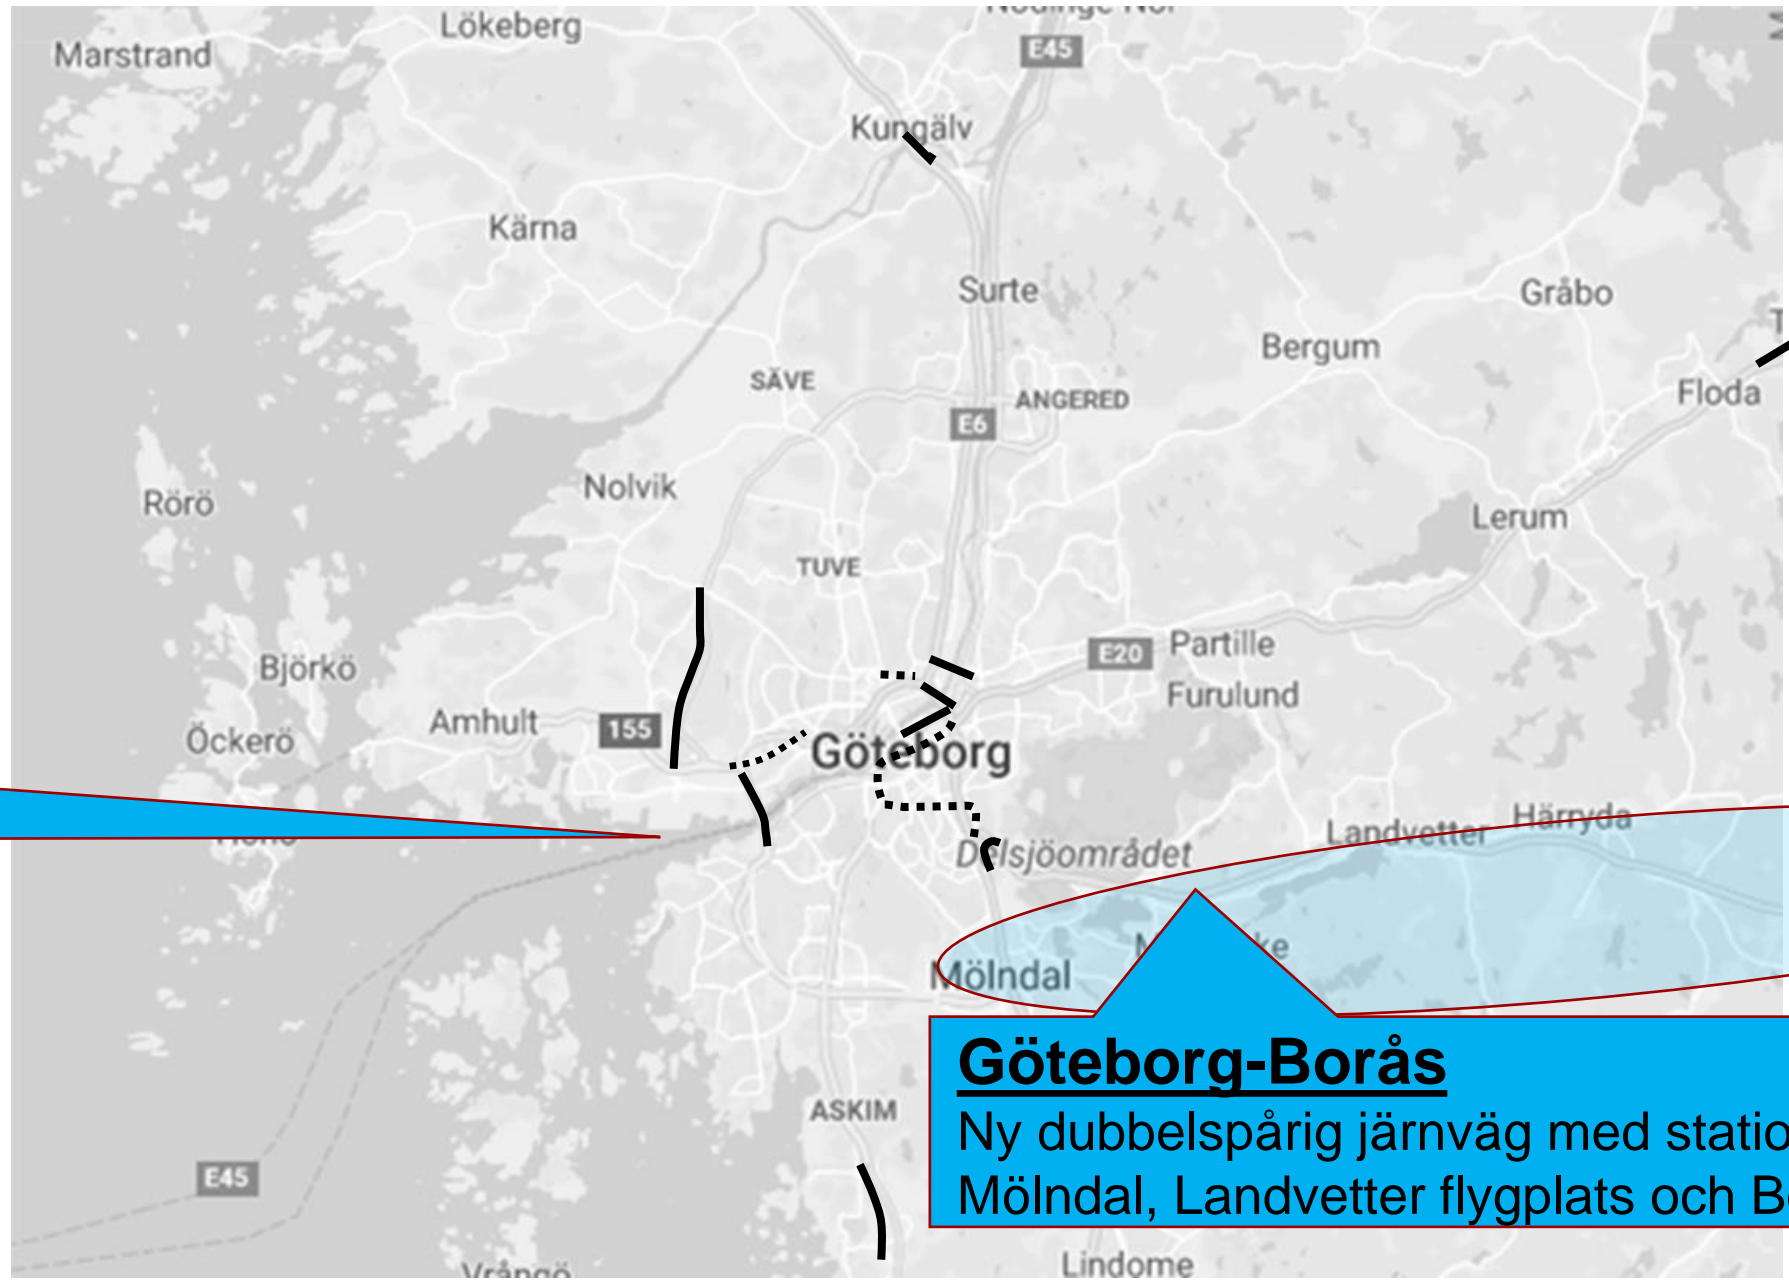 Lökeberg
Marstrand
E45
Kungälv
Kärna
Surte
Gråbo
Bergum
SÄVE
Floda
ANGERED
E6
Nolvik
Rörö
Lerum
TUVE
Partille
E20
Björkö
Furulund
Amhult
155
Öckerö
Göteborg
Härryda
Landvetter
Delsjöområdet
Mölndal
Göteborg-Borås
ASKIM
Ny dubbelspårig järnväg med statio
E45
Mölndal, Landvetter flygplats och B
Lindome
Vrångö